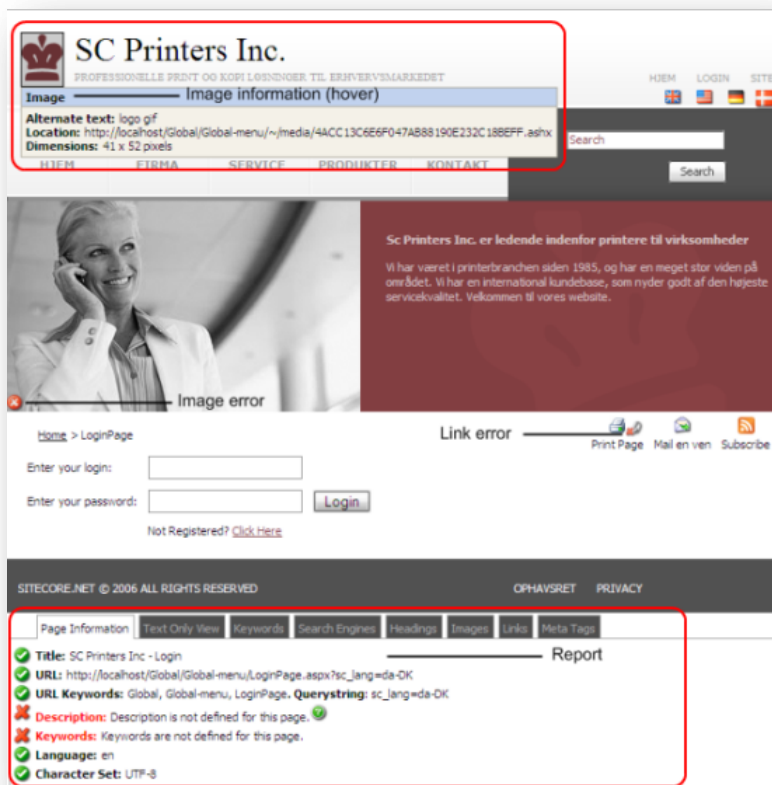 SC Printers Inc.
PROFESSIONELLE PRINT OG KOPI LØSNINGER TIL ERHVERVSMARKEDET
HJEM LOGIN SITE
Image
Image information (hover)
Alternate text: logo gif
Location: http://localhost/Global/Global-menu/~/media/4ACC13C6E6F047AB88190E232C18BEFF.ashx
Dimensions: 41 x 52 pixels
Search
HJEM FIRMA SERVICE PRODUKTER KONTAKT
Search
Sc Printers Inc. er ledende indenfor printere til virksomheder
Vi har været i printerbranchen siden 1985, og har en meget stor viden på
området. Vi har en international kundebase, som nyder godt af den højeste
servicekvalitet. Velkommen til vores website.
Image error
Home > LoginPage
Link error
Print Page Mail en ven Subscribe
Enter your login:
Enter your password:
Login
Not Registered? Click Here
SITECORE.NET © 2006 ALL RIGHTS RESERVED
OPHAVSRET PRIVACY
Page Information Text Only View Keywords Search Engines Headings Images Links Meta Tags
Title: SC Printers Inc - Login
Report
URL: http://localhost/Global/Global-menu/LoginPage.aspx?sc_lang=da-DK
URL Keywords: Global, Global-menu, LoginPage. Querystring: sc_lang=da-DK
Description: Description is not defined for this page.
Keywords: Keywords are not defined for this page.
Language: en
Character Set: UTF-8